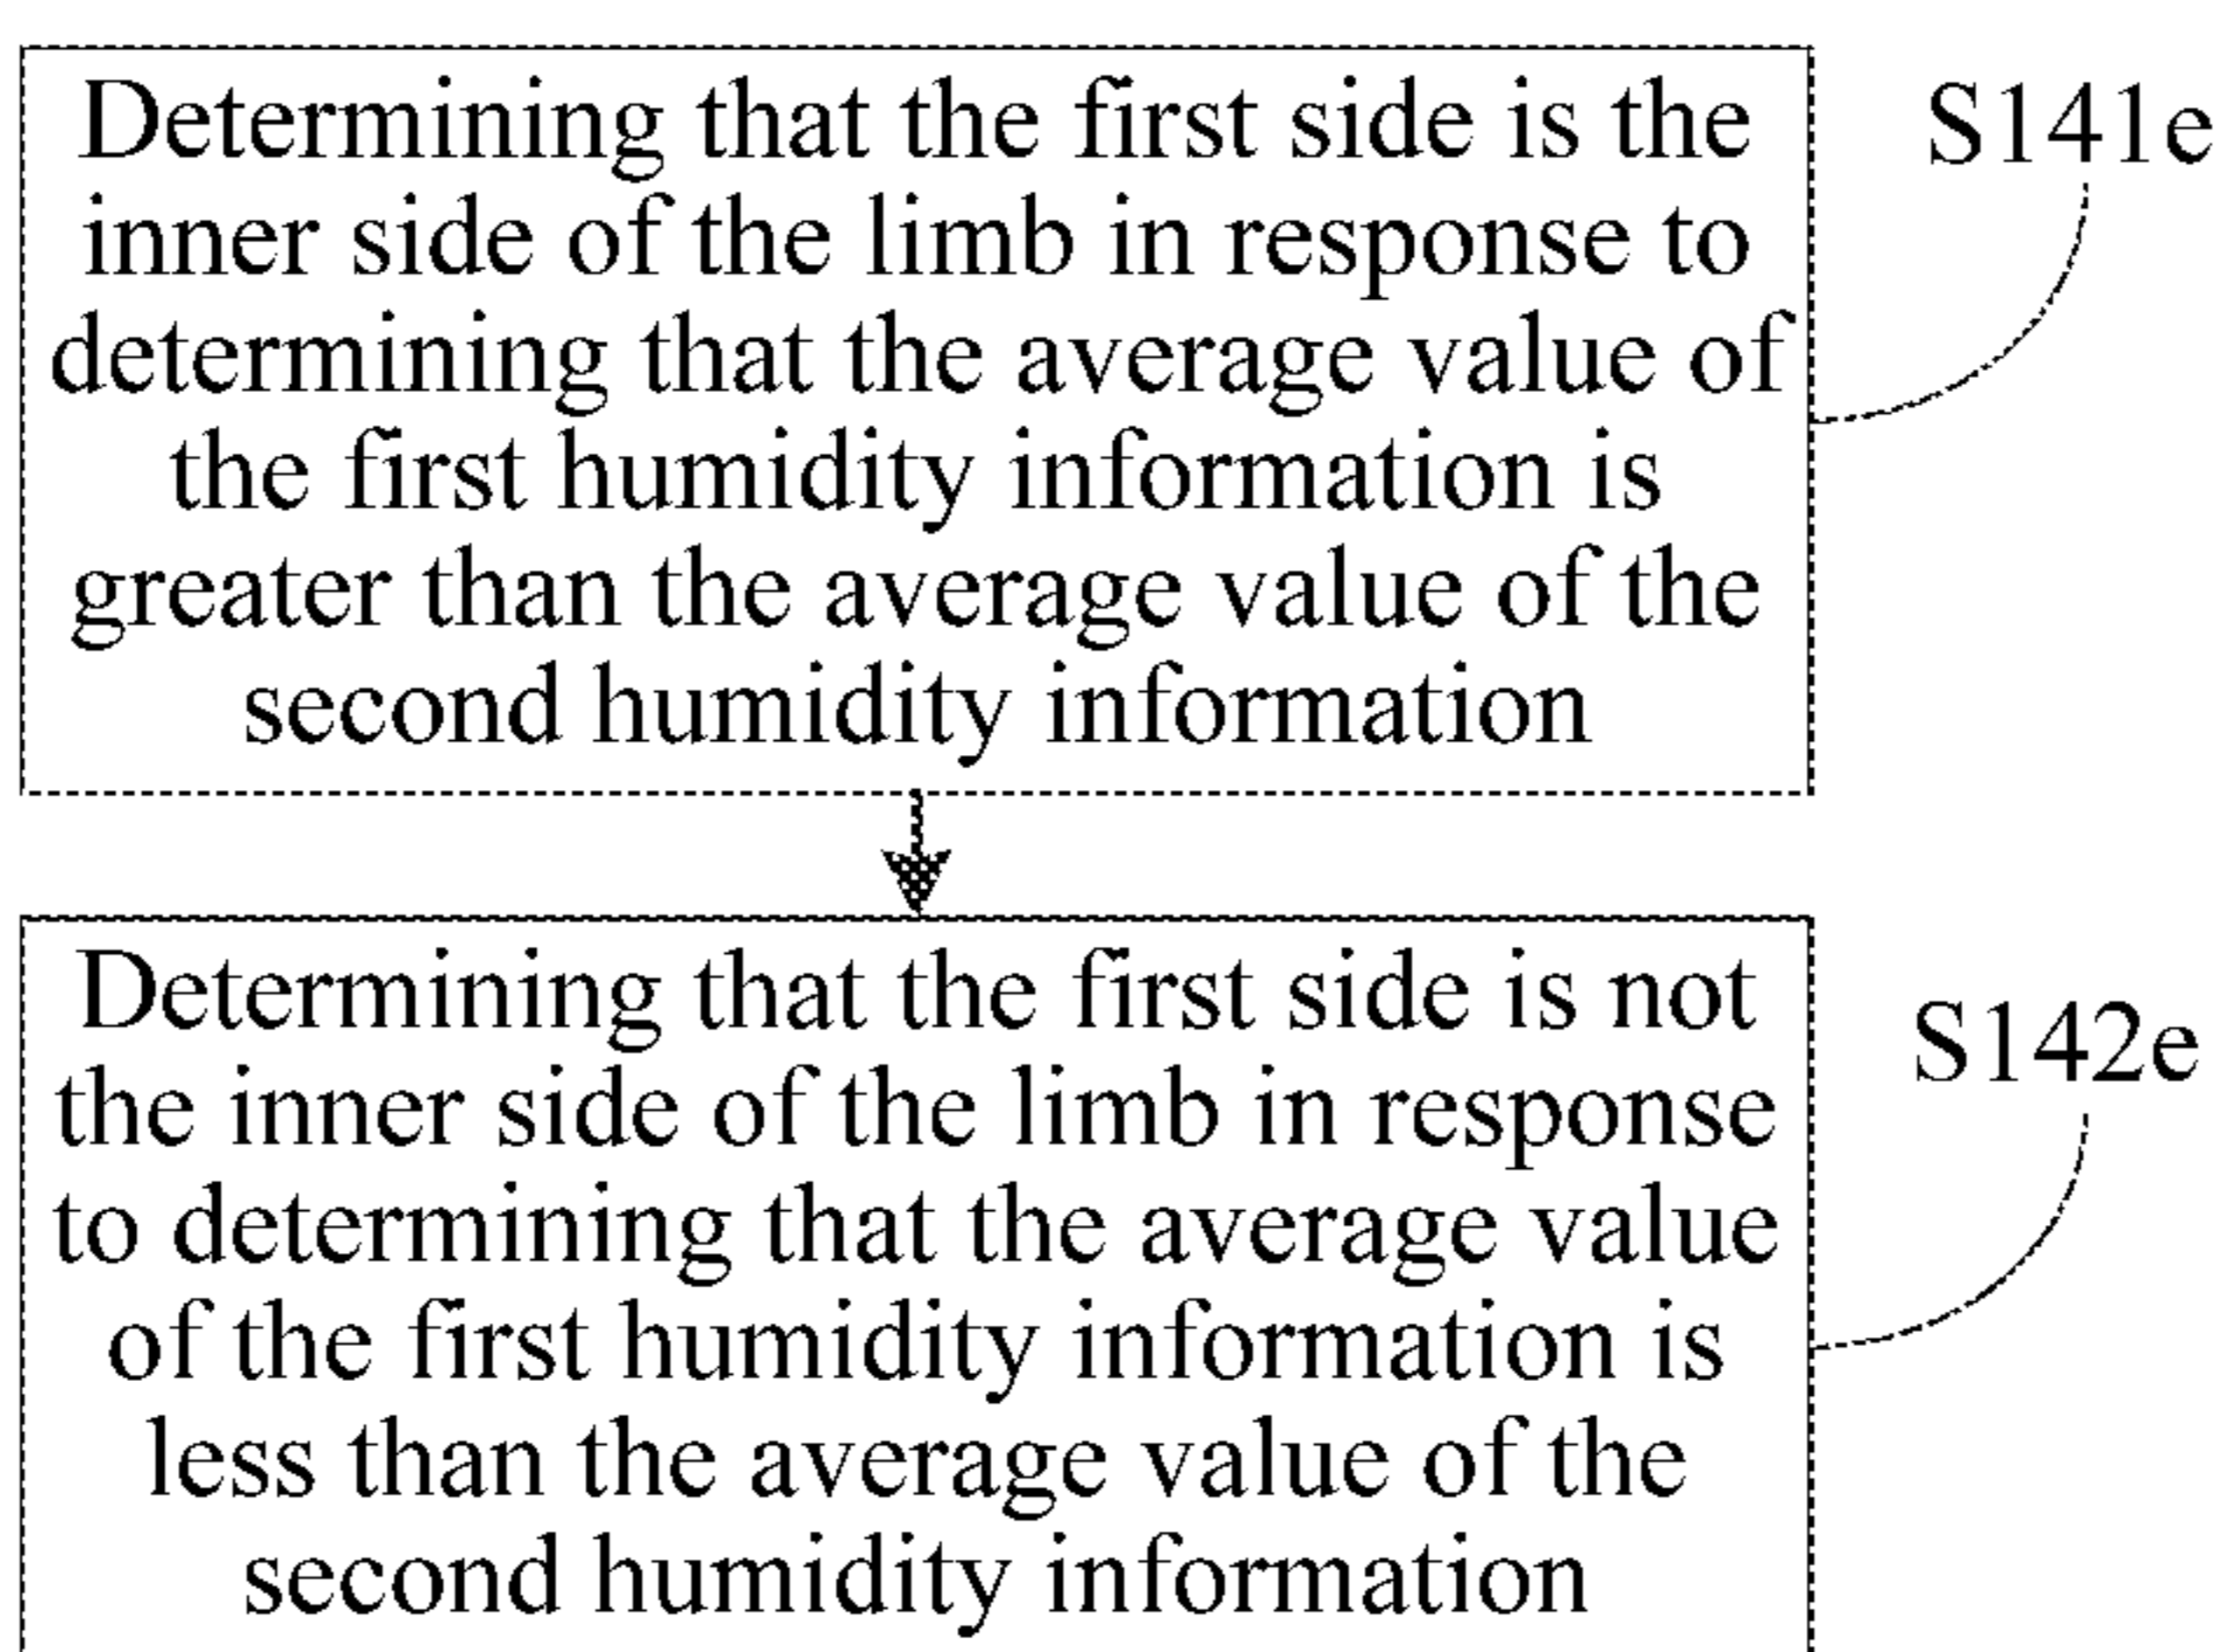 Determining that the first side is the
inner side of the limb in response to
determining that the average value of
the first humidity information is
greater than the average value of the
second humidity information
S141e
Determining that the first side is not
the inner side of the limb in response
to determining that the average value
of the first humidity information is
less than the average value of the
second humidity information
S142e